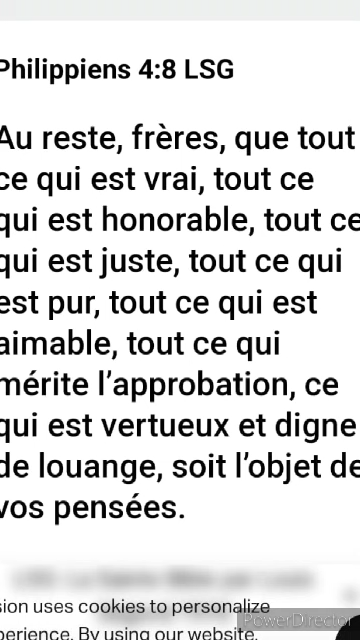 Philippiens 4:8 LSG
Au reste, frères, que tout
ce qui est vrai, tout ce
qui est honorable, tout ce
qui est juste, tout ce qui
est pur, tout ce qui est
aimable, tout ce qui
mérite l'approbation, ce
qui est vertueux et digne
de louange, soit l'objet de
vos pensées.
sion uses cookies to personalize
perience. By using our website,
PowerDirector